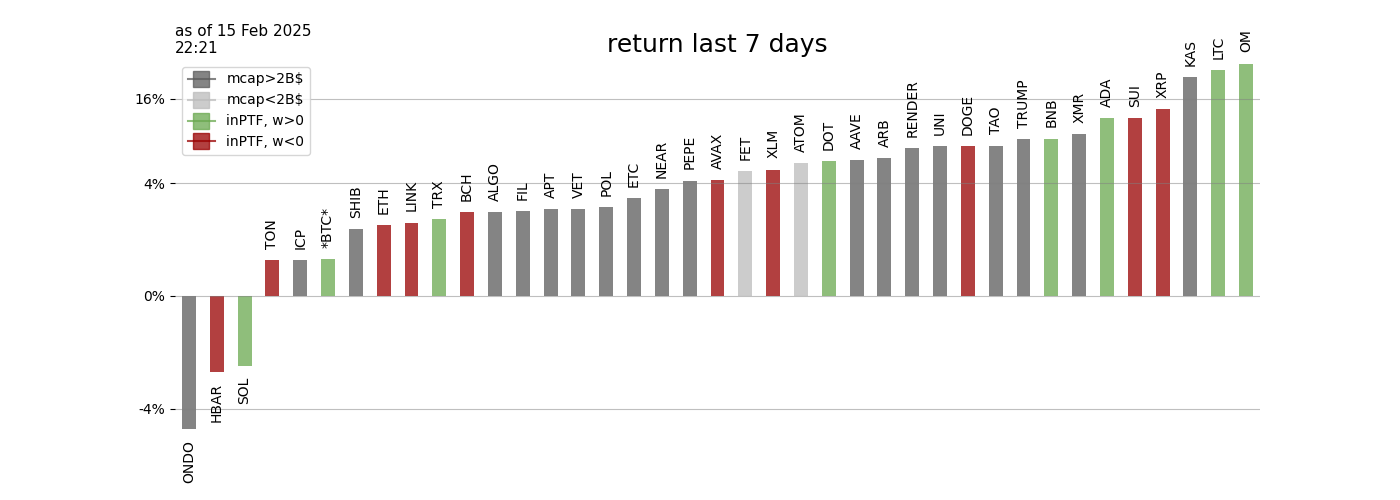 as of 15 Feb 2025
22:21
return last 7 days
mcap>2B$
mcap<2B$
inPTF, w>0
inPTF, w<0
16%
4%
0%
-4%
ONDO
HBAR
SOL
TON
ICP
*BTC*
SHIB
ETH
LINK
TRX
BCH
ALGO
FIL
APT
VET
POL
ETC
NEAR
PEPE
AVAX
FET
XLM
ATOM
DOT
AAVE
ARB
RENDER
UNI
DOGE
TAO
TRUMP
BNB
XMR
ADA
SUI
XRP
KAS
LTC
OM